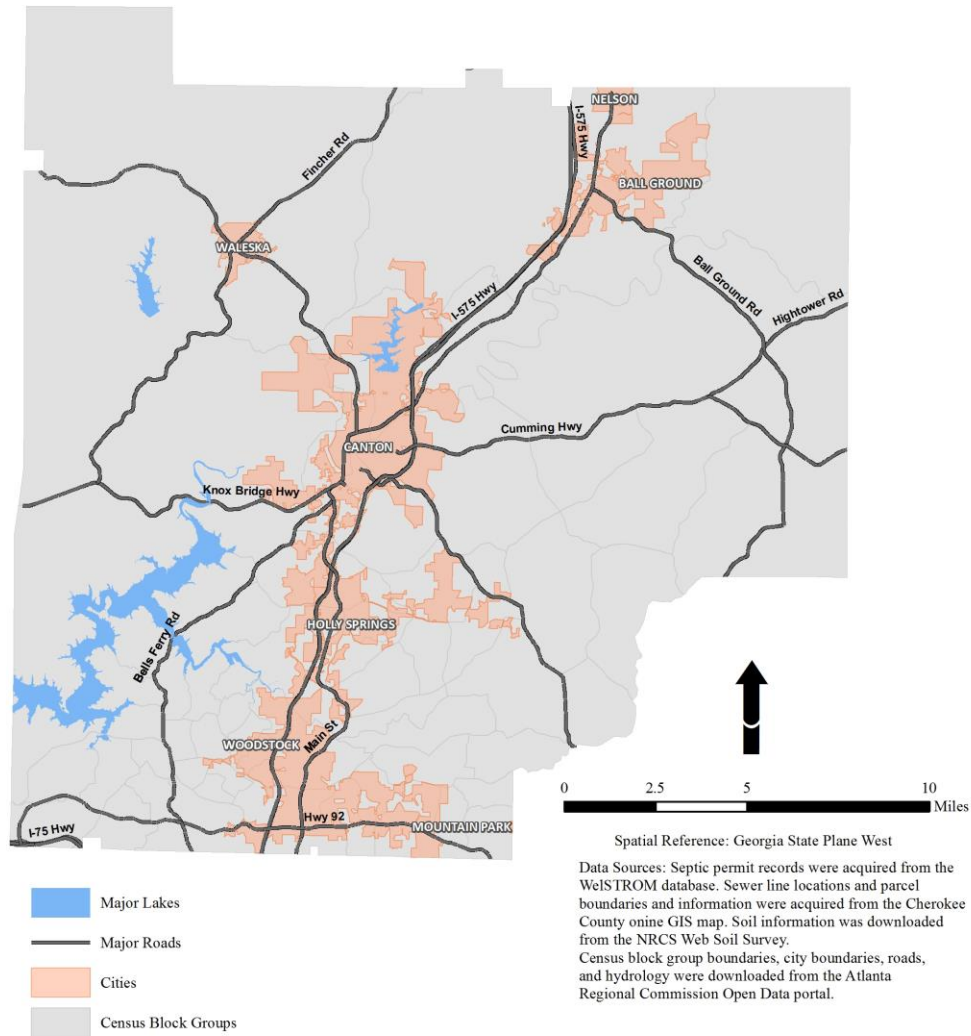 NELSON
I-575 Hwy
Fincher Rd
BALL GROUND
WALESKA
Ball Ground Rd
Hightower Rd
I-575 Hwy
Cumming Hwy
CANTON
Knox Bridge Hwy
Bells Ferry Rd
HOLLY SPRINGS
WOODSTOCK
Main St
Hwy 92
MOUNTAIN PARK
I-75 Hwy
0 2.5 5 10
Miles
Spatial Reference: Georgia State Plane West
Data Sources: Septic permit records were acquired from the
WelSTROM database. Sewer line locations and parcel
boundaries and information were acquired from the Cherokee
County onine GIS map. Soil information was downloaded
from the NRCS Web Soil Survey.
Census block group boundaries, city boundaries, roads,
and hydrology were downloaded from the Atlanta
Regional Commission Open Data portal.
Major Lakes
Major Roads
Cities
Census Block Groups